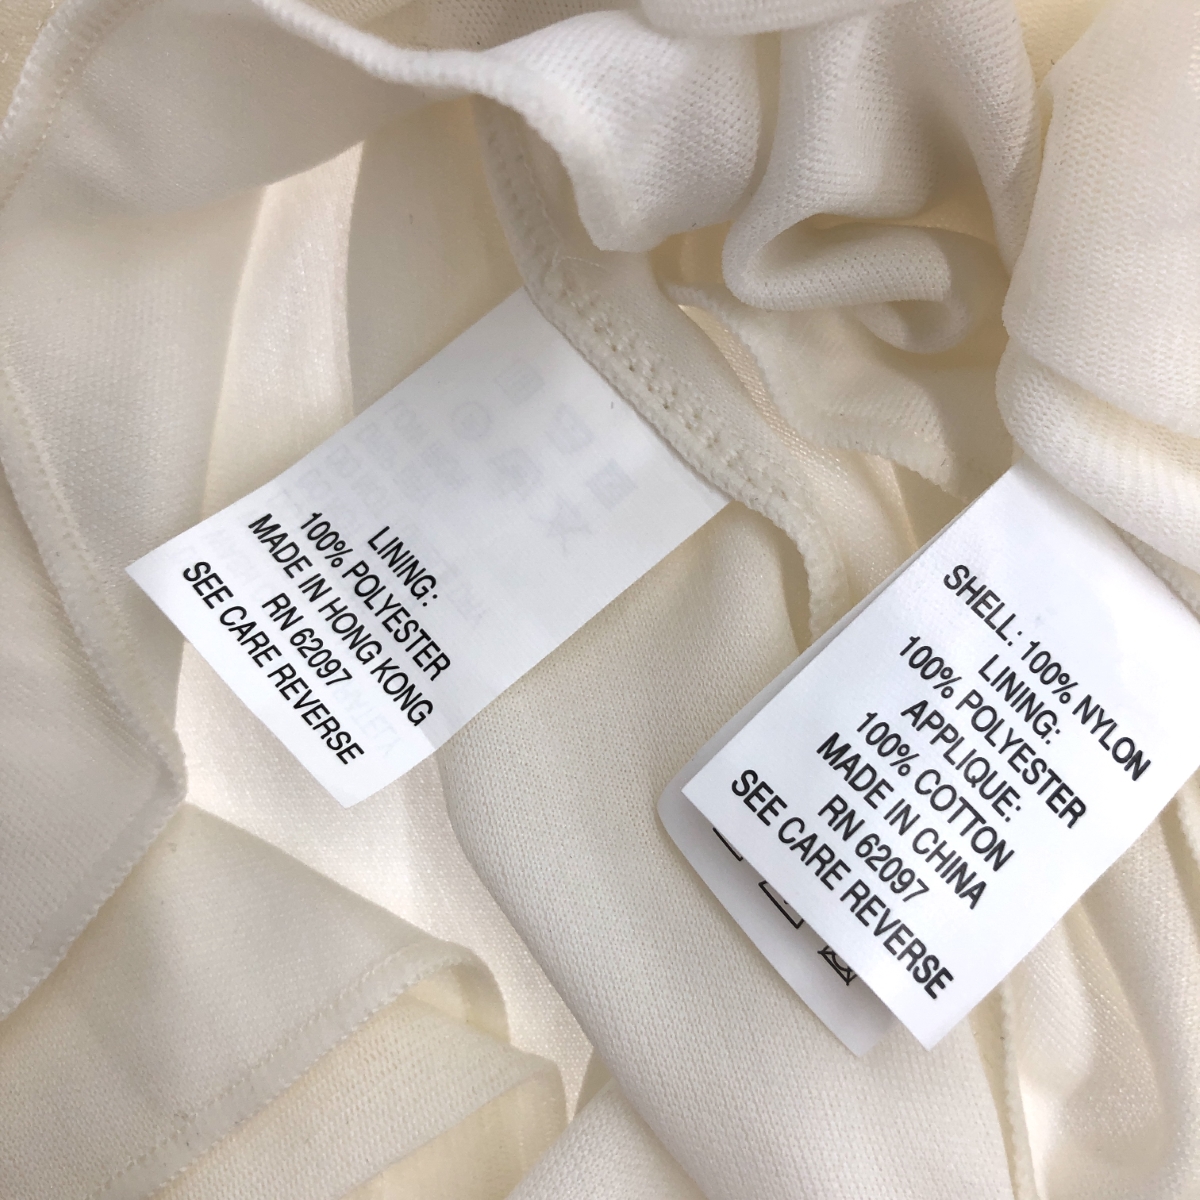 LINING:
100% POLYESTER
MADE IN HONG KONG
RN 62097
SEE CARE REVERSE
SHELL: 100% NYLON
LINING:
100% POLYESTER
APPLIQUE:
100% COTTON
MADE IN CHINA
RN 62097
SEE CARE REVERSE